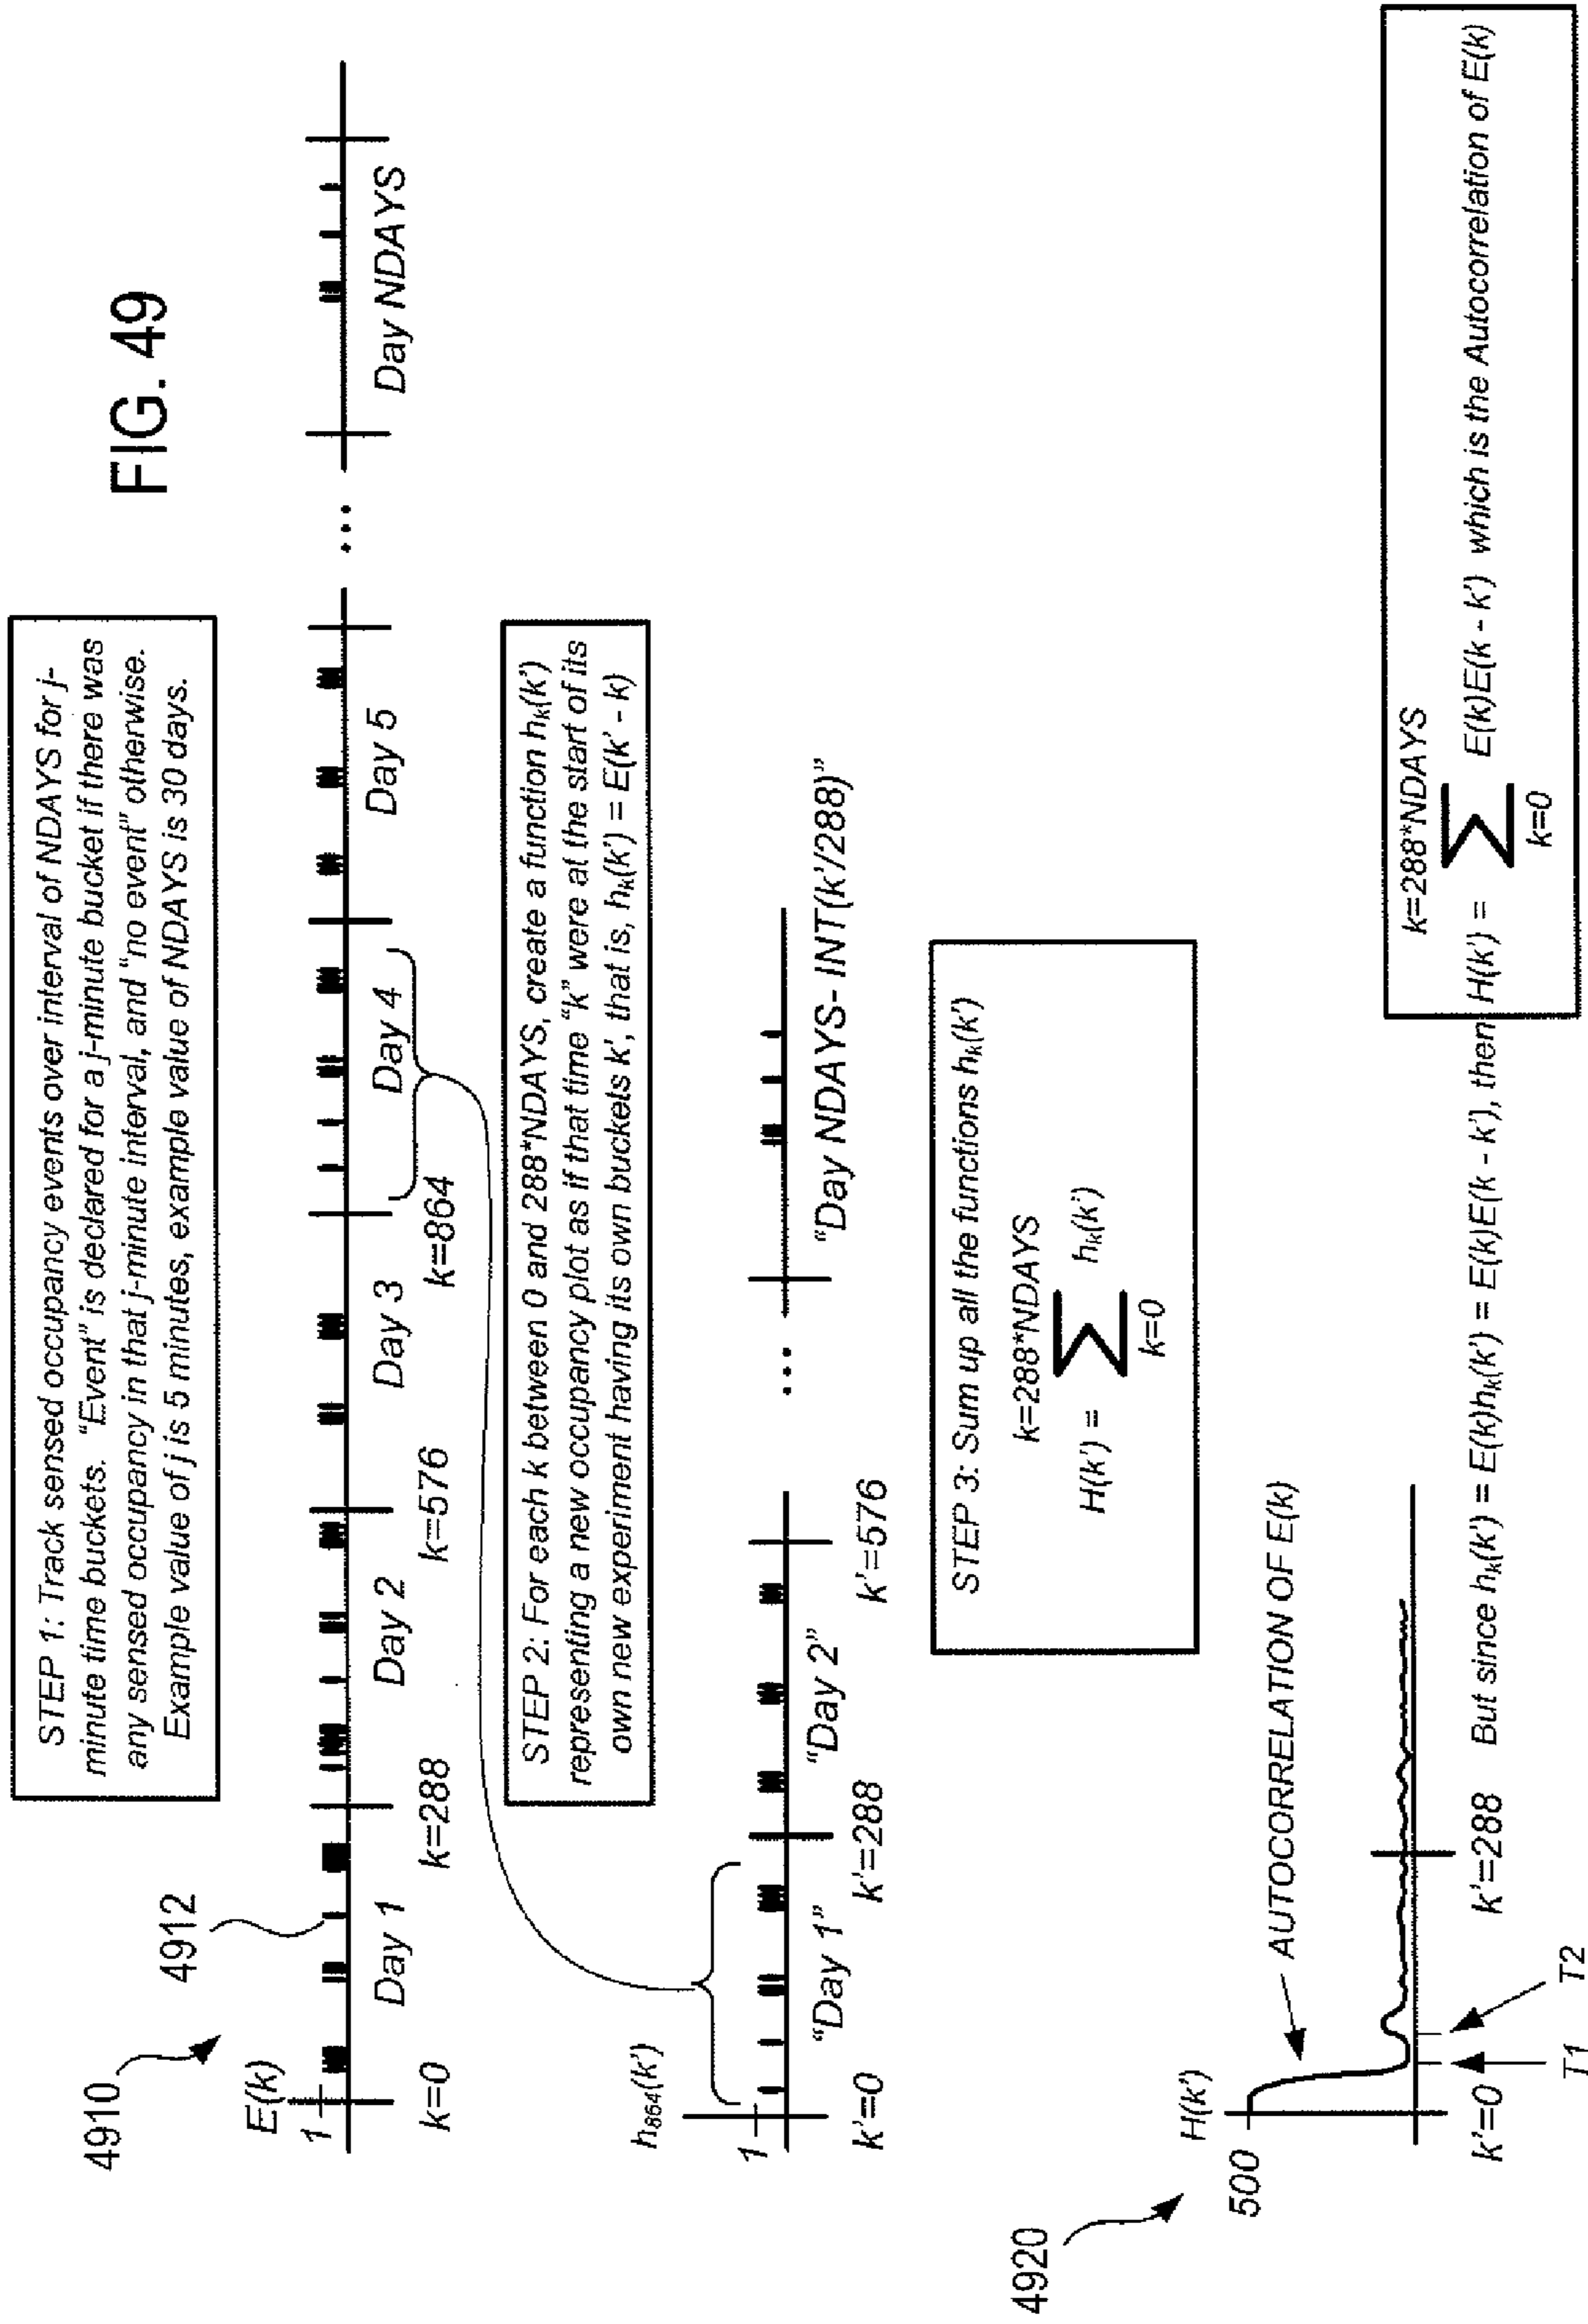 FIG. 49
STEP 1: Track sensed occupancy events over interval of NDAYS for j-
minute time buckets. "Event" is declared for a j-minute bucket if there was
any sensed occupancy in that j-minute interval, and "no event" otherwise.
Example value of j is 5 minutes, example value of NDAYS is 30 days.
4910
4912
E(k)
1
Day 1
Day 2
Day 3
Day 4
Day 5
...
Day NDAYS
k=0
k=288
k=576
k=864
STEP 2: For each k between 0 and 288*NDAYS, create a function hk(k')
representing a new occupancy plot as if that time "k" were at the start of its
own new experiment having its own buckets k', that is, hk(k') = E(k' - k)
h864(k')
1
"Day 1"
"Day 2"
...
"Day NDAYS- INT(k'/288)"
k'=0
k'=288
k'=576
STEP 3: Sum up all the functions hk(k')
k=288*NDAYS
H(k') = ∑ hk(k')
k=0
4920
H(k')
500
AUTOCORRELATION OF E(k)
k'=0
k'=288
T1
T2
k=288*NDAYS
But since hk(k') = E(k)hk(k') = E(k)E(k - k'), then H(k') = ∑ E(k)E(k - k') which is the Autocorrelation of E(k)
k=0